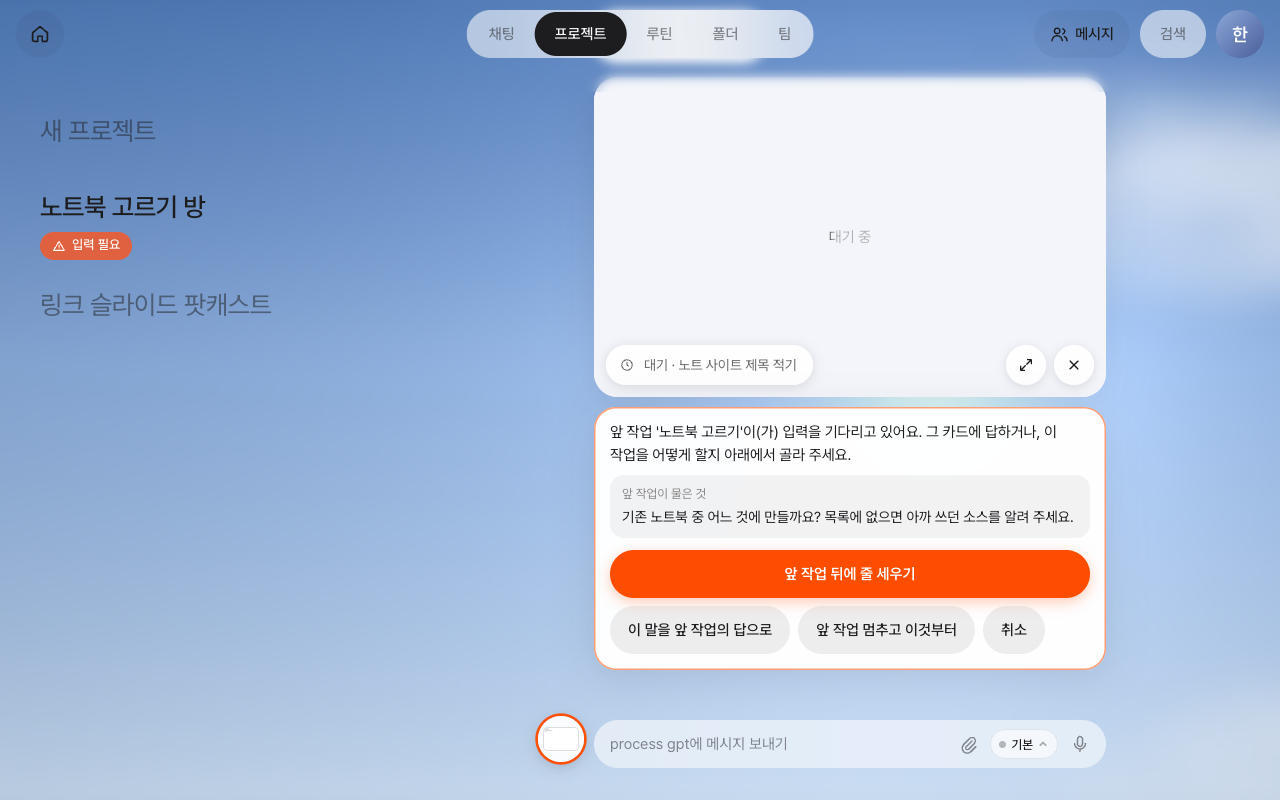 채팅
프로젝트
루틴
폴더
팀
메시지
검색
한
새 프로젝트
노트북 고르기 방
입력 필요
링크 슬라이드 팟캐스트
대기 중
대기 · 노트 사이트 제목 적기
앞 작업 '노트북 고르기'이(가) 입력을 기다리고 있어요. 그 카드에 답하거나, 이
작업을 어떻게 할지 아래에서 골라 주세요.
앞 작업이 물은 것
기존 노트북 중 어느 것에 만들까요? 목록에 없으면 아까 쓰던 소스를 알려 주세요.
앞 작업 뒤에 줄 세우기
이 말을 앞 작업의 답으로
앞 작업 멈추고 이것부터
취소
process gpt에 메시지 보내기
기본